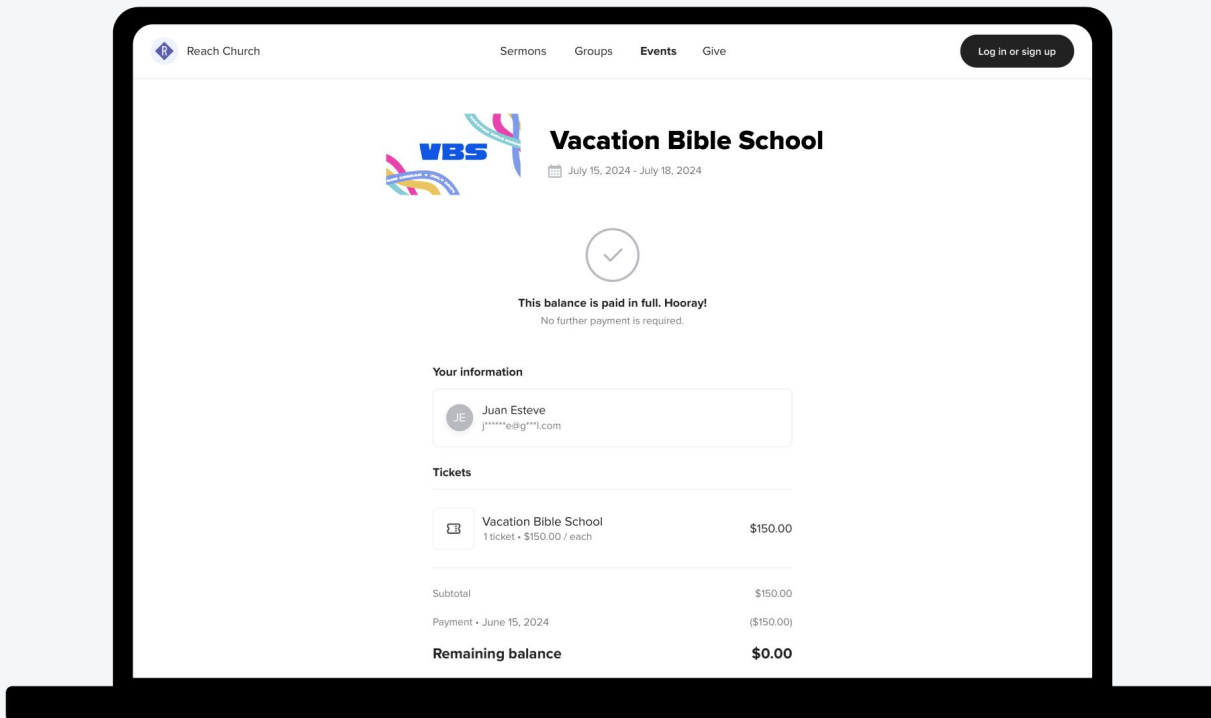 R
Reach Church
Sermons
Groups
Events
Give
Log in or sign up
VBS
Vacation Bible School
July 15, 2024 - July 18, 2024
This balance is paid in full. Hooray!
No further payment is required.
Your information
JE
Juan Esteve
j******e@g***l.com
Tickets
Vacation Bible School
1 ticket • $150.00 / each
$150.00
Subtotal
$150.00
Payment • June 15, 2024
($150.00)
Remaining balance
$0.00